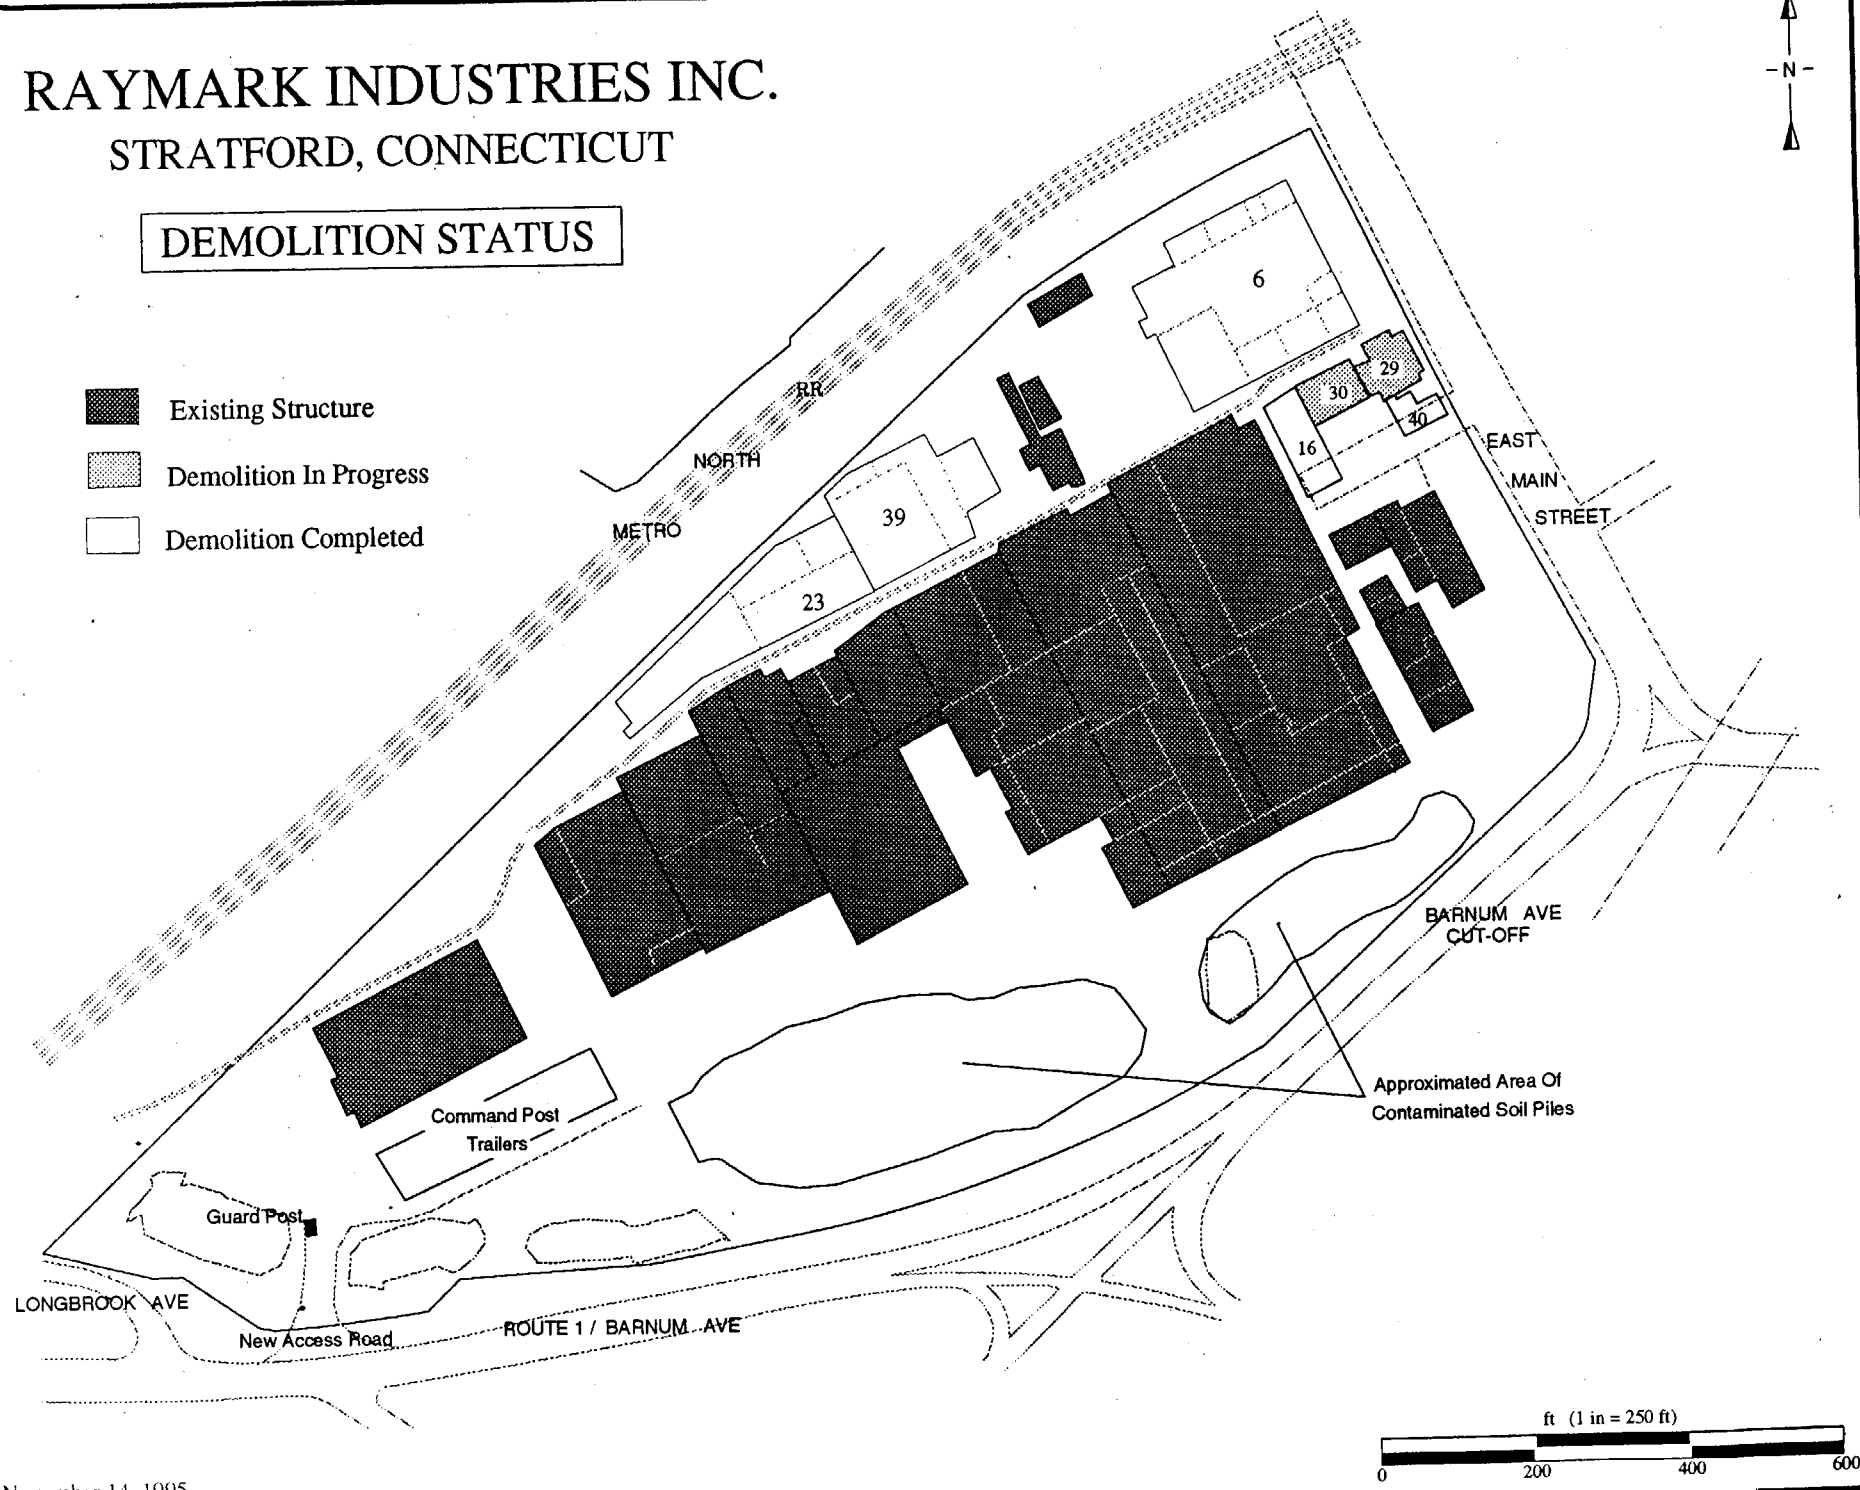 RAYMARK INDUSTRIES INC.
STRATFORD, CONNECTICUT
DEMOLITION STATUS
- N -
Existing Structure
Demolition In Progress
Demolition Completed
NORTH
METRO
RR
6
29
30
40
16
39
23
EAST
MAIN
STREET
BARNUM AVE
CUT-OFF
Approximated Area Of
Contaminated Soil Piles
Command Post
Trailers
Guard Post
LONGBROOK AVE
New Access Road
ROUTE 1 / BARNUM AVE
ft (1 in = 250 ft)
0 200 400 600
14, 1995